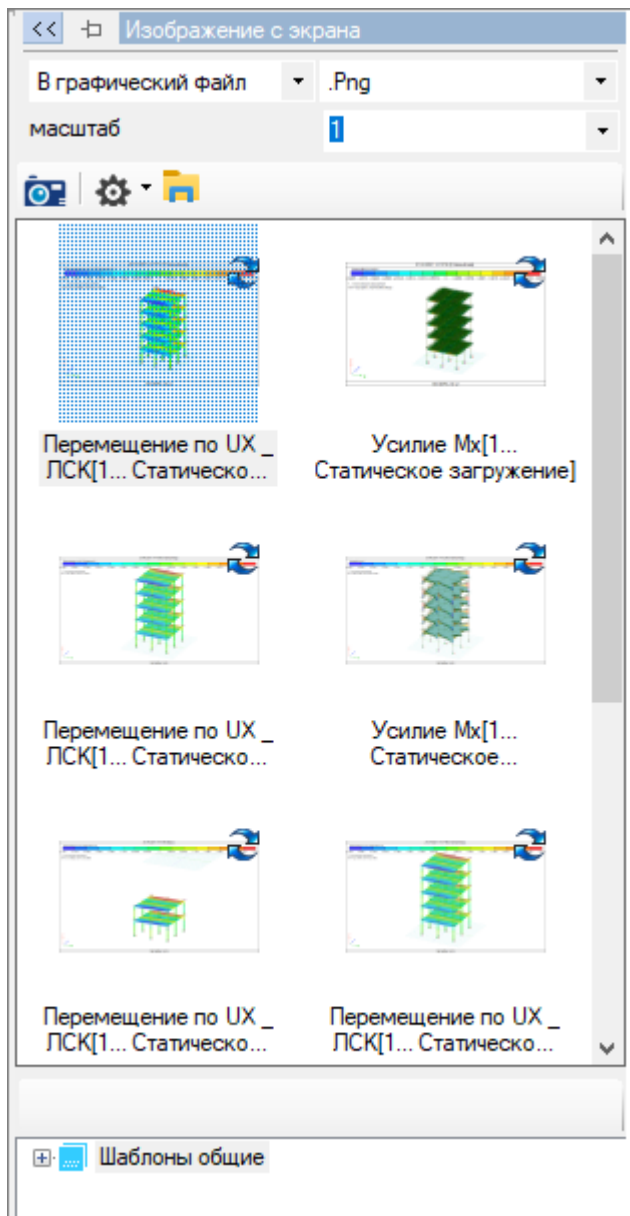 << Изображение с экрана
В графический файл .Png
масштаб 1
Перемещение по UX _
ЛСК[1... Статическо...
Усилие Mx[1...
Статическое загружение]
Перемещение по UX _
ЛСК[1... Статическо...
Усилие Mx[1...
Статическое...
Перемещение по UX _
ЛСК[1... Статическо...
Перемещение по UX _
ЛСК[1... Статическо...
Шаблоны общие